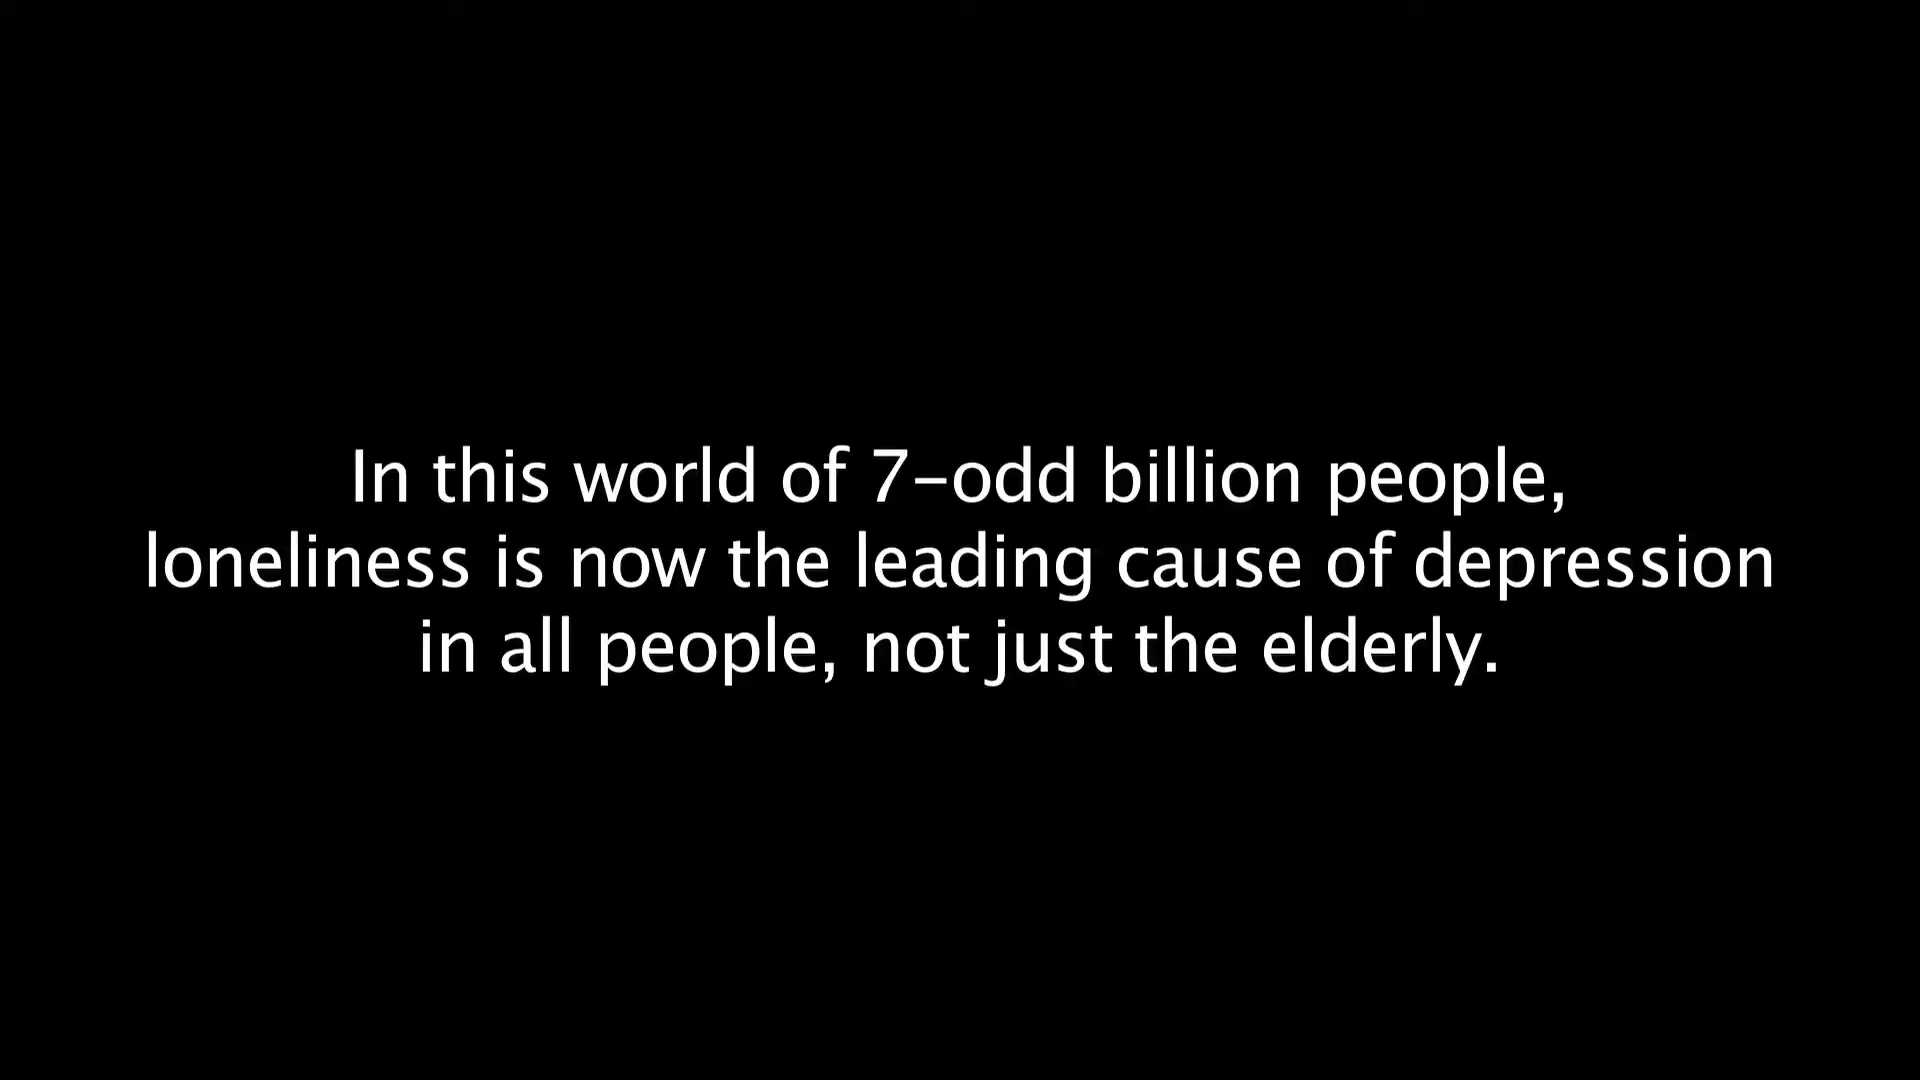 In this world of 7-odd billion people,
loneliness is now the leading cause of depression
in all people, not just the elderly.